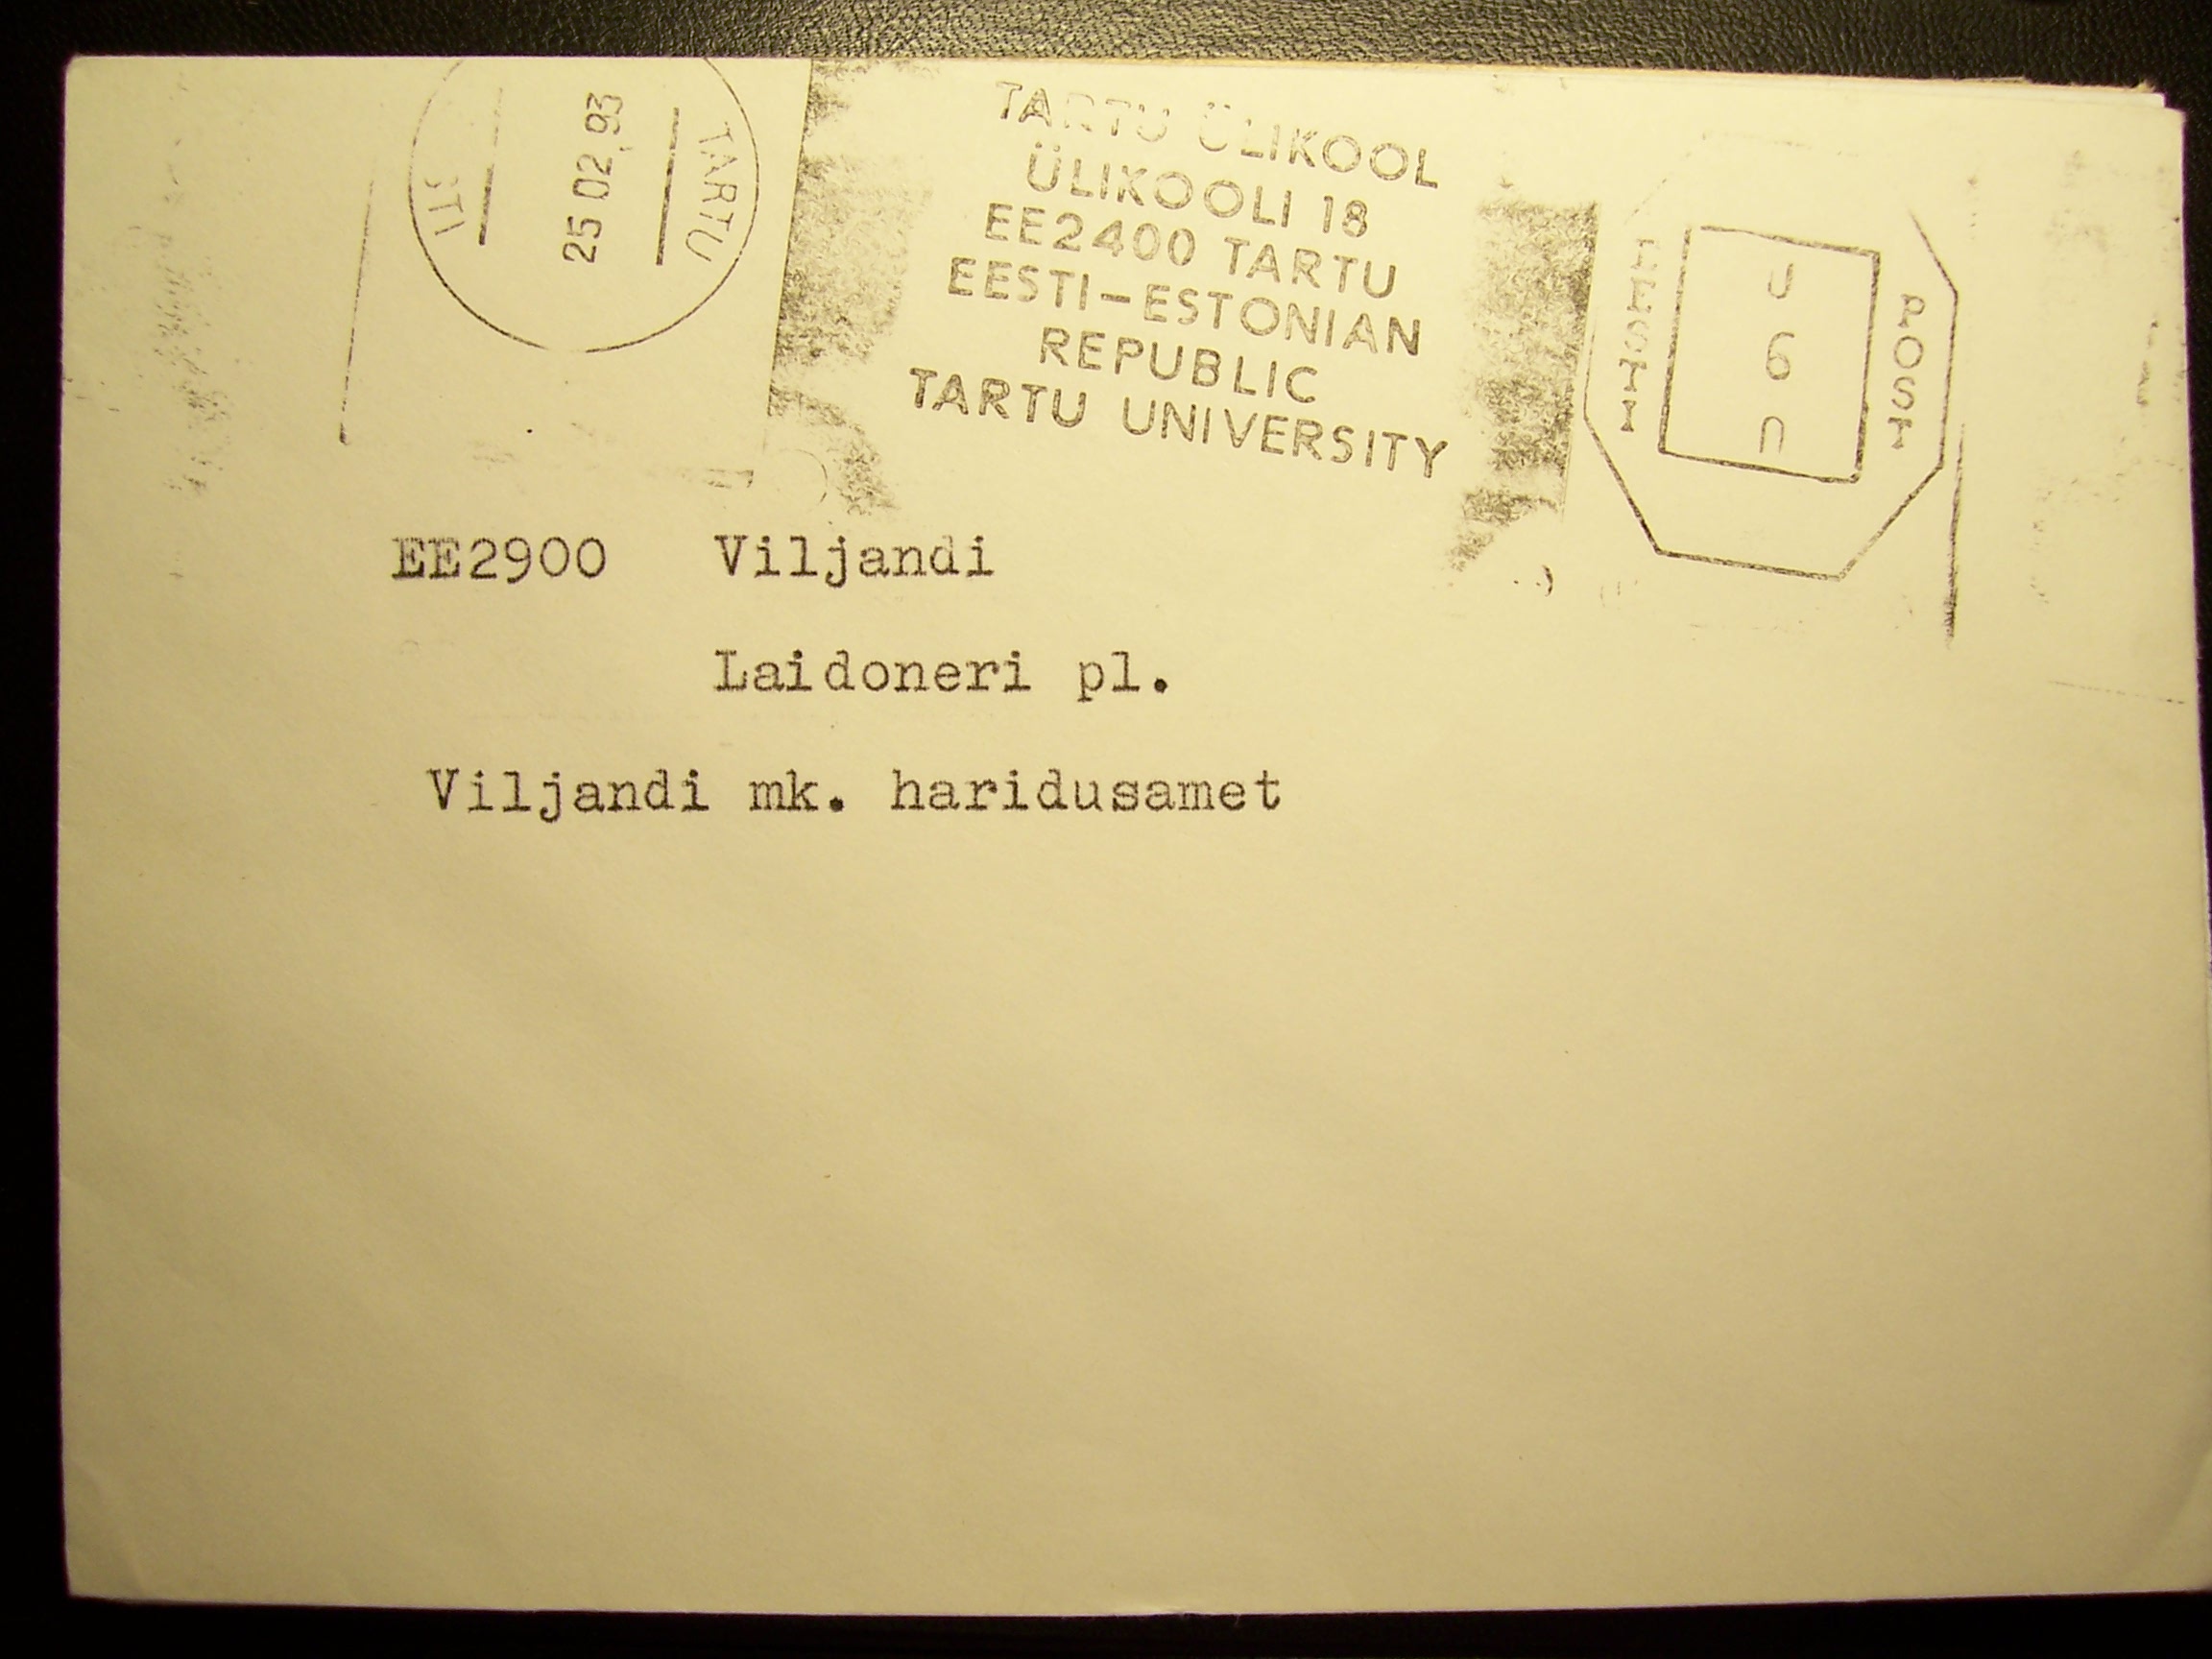 TARTU
25 02 93
TARTU ÜLIKOOL
ÜLIKOOLI 18
EE2400 TARTU
EESTI-ESTONIAN
REPUBLIC
TARTU UNIVERSITY
EESTI
U 6 n
POST
EE2900 Viljandi
Laidoneri pl.
Viljandi mk. haridusamet